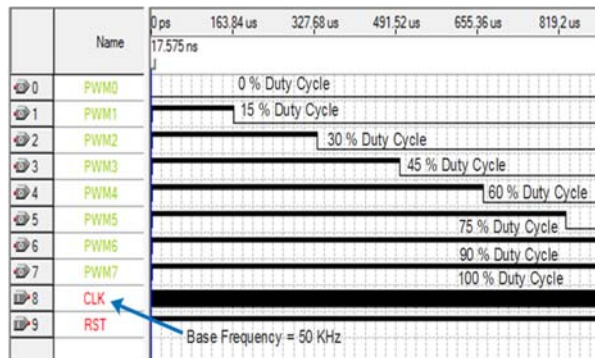 0 ps 163.84 us 327.68 us 491.52 us 655.36 us 819.2 us
Name
17.575 ns
0 PWM0 0 % Duty Cycle
1 PWM1 15 % Duty Cycle
2 PWM2 30 % Duty Cycle
3 PWM3 45 % Duty Cycle
4 PWM4 60 % Duty Cycle
5 PWM5 75 % Duty Cycle
6 PWM6 90 % Duty Cycle
7 PWM7 100 % Duty Cycle
8 CLK
9 RST
Base Frequency = 50 KHz